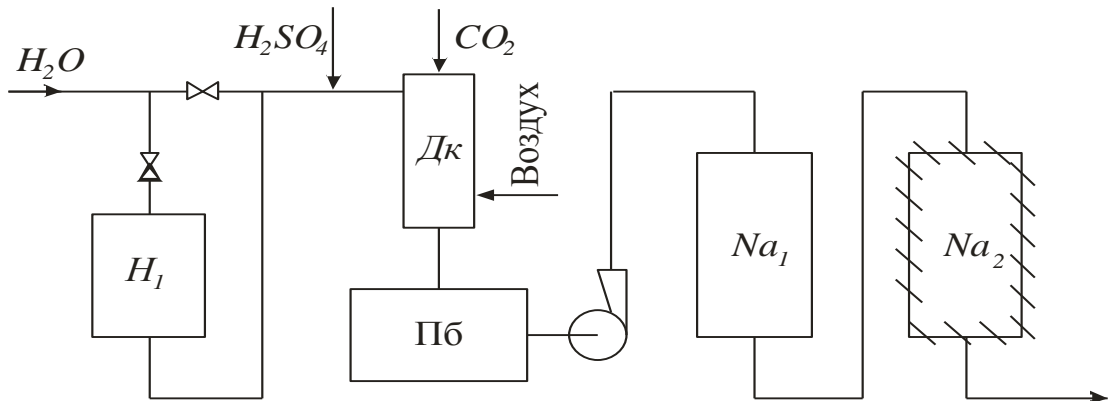 H₂O
H₂SO₄
CO₂
Дк
Воздух
H₁
Пб
Na₁
Na₂